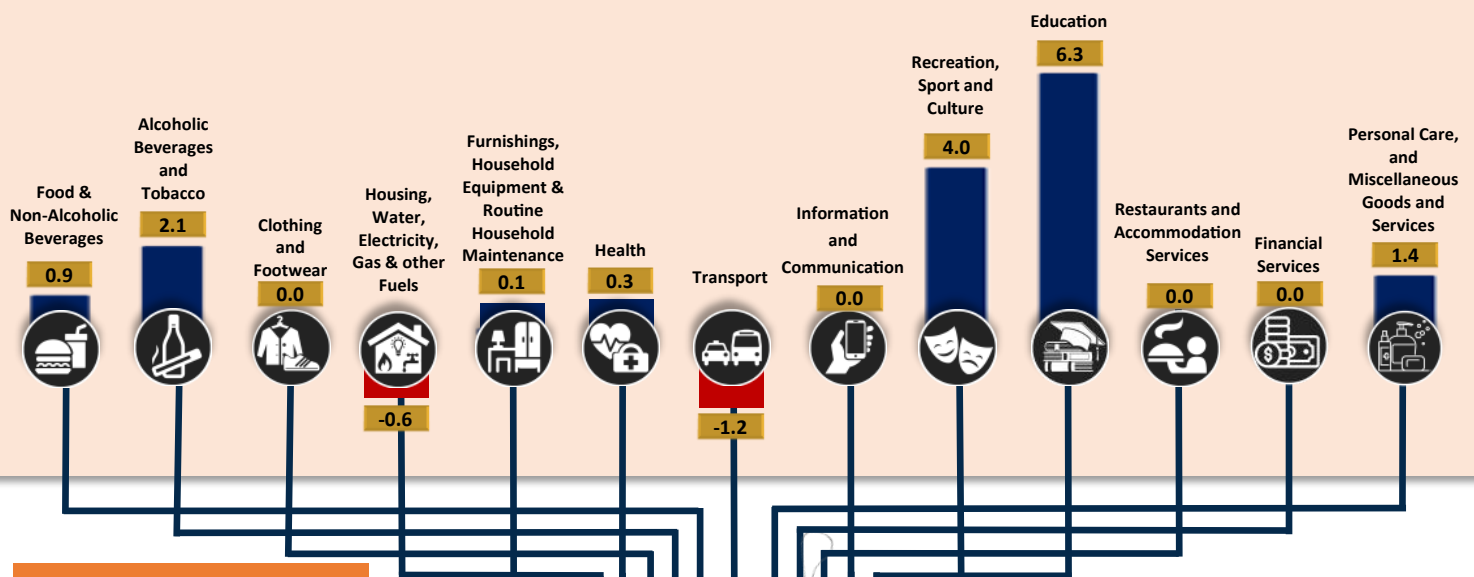 Food &
Non-Alcoholic
Beverages
0.9
Alcoholic
Beverages
and
Tobacco
2.1
Clothing
and
Footwear
0.0
Housing,
Water,
Electricity,
Gas & other
Fuels
-0.6
Furnishings,
Household
Equipment &
Routine
Household
Maintenance
0.1
Health
0.3
Transport
-1.2
Information
and
Communication
0.0
Recreation,
Sport and
Culture
4.0
Education
6.3
Restaurants and
Accommodation
Services
0.0
Financial
Services
0.0
Personal Care,
and
Miscellaneous
Goods and
Services
1.4